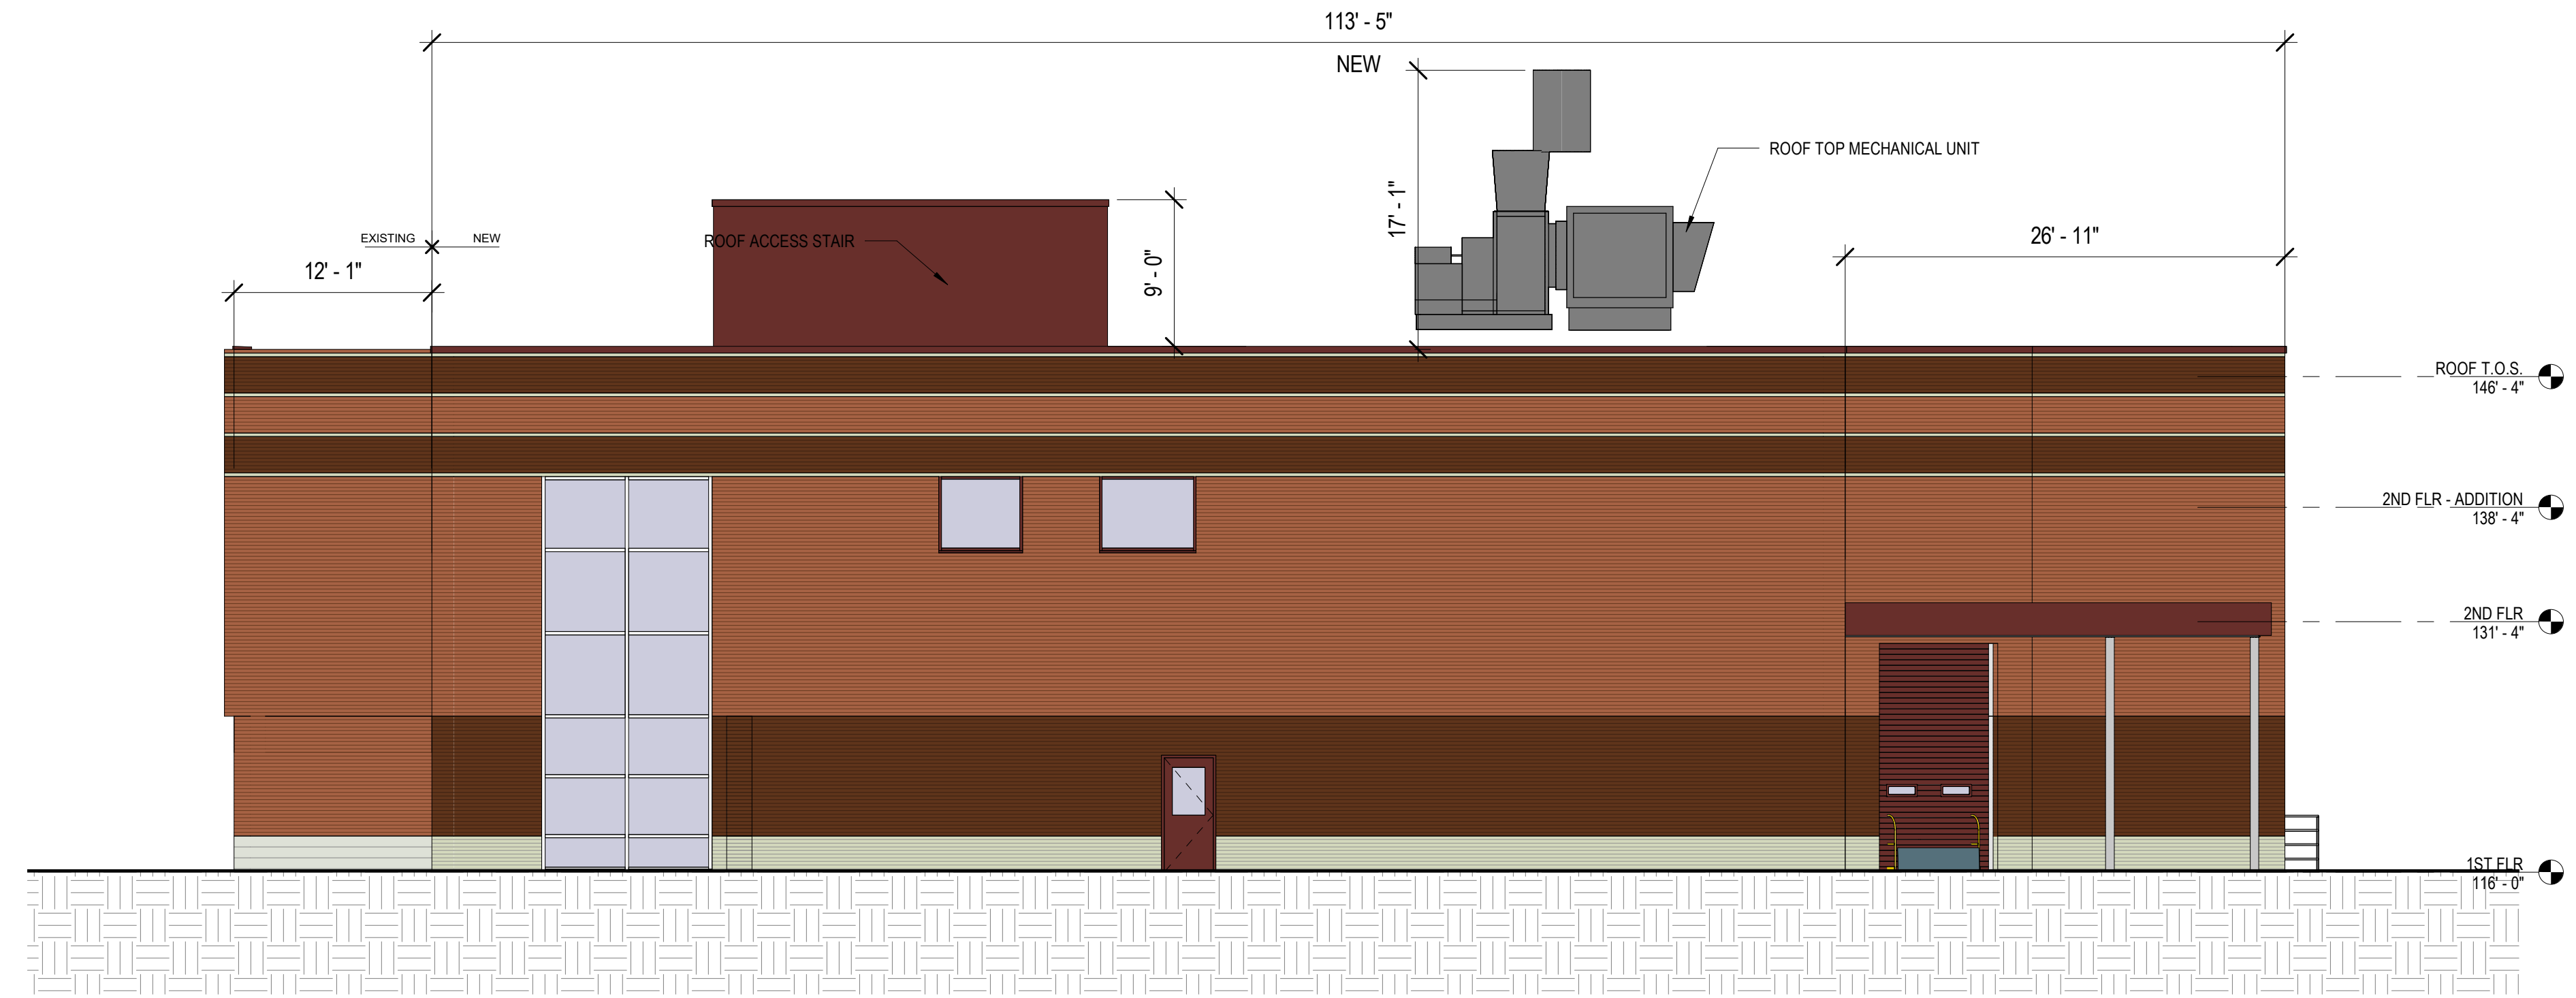 113' - 5"
NEW
ROOF TOP MECHANICAL UNIT
17' - 1"
EXISTING
NEW
ROOF ACCESS STAIR
26' - 11"
12' - 1"
9' - 0"
ROOF T.O.S.
146' - 4"
2ND FLR - ADDITION
138' - 4"
2ND FLR
131' - 4"
1ST FLR
116' - 0"